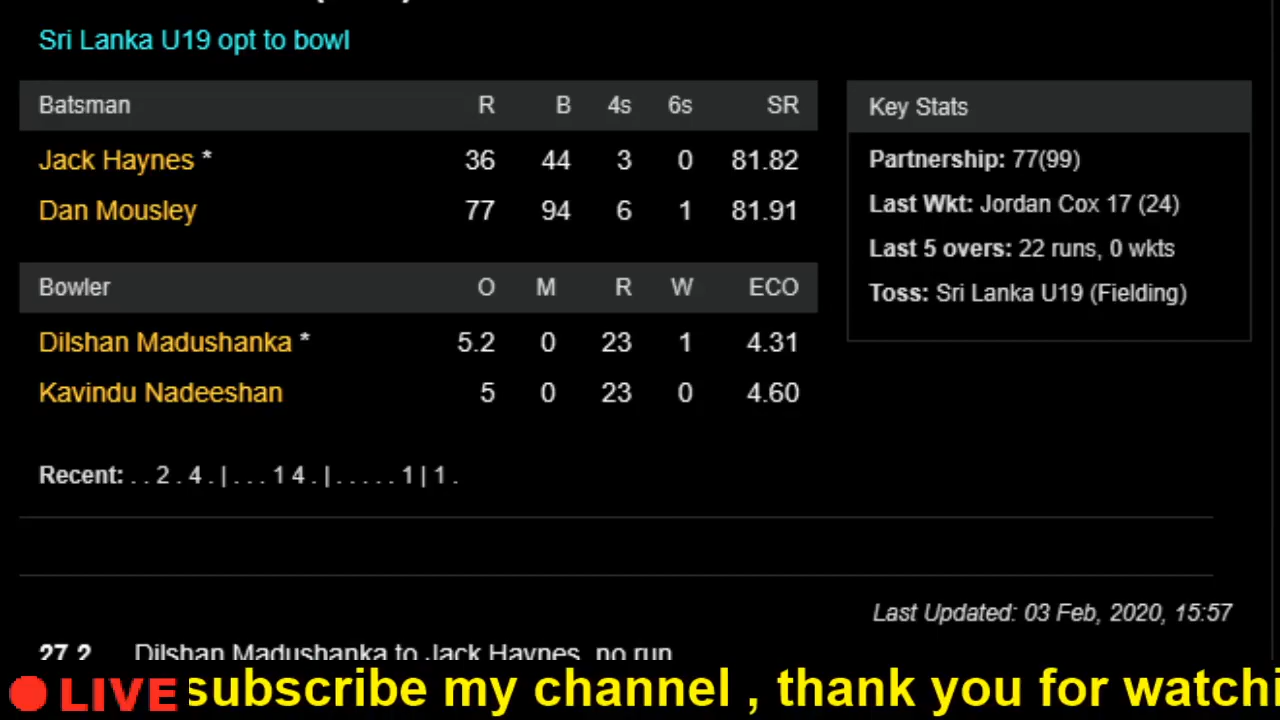 Sri Lanka U19 opt to bowl
Batsman R B 4s 6s SR
Jack Haynes * 36 44 3 0 81.82
Dan Mousley 77 94 6 1 81.91
Bowler O M R W ECO
Dilshan Madushanka * 5.2 0 23 1 4.31
Kavindu Nadeeshan 5 0 23 0 4.60
Recent: . . 2 . 4 . | . . . 1 4 . | . . . . . 1 | 1 .
Key Stats
Partnership: 77(99)
Last Wkt: Jordan Cox 17 (24)
Last 5 overs: 22 runs, 0 wkts
Toss: Sri Lanka U19 (Fielding)
Last Updated: 03 Feb, 2020, 15:57
27.2 Dilshan Madushanka to Jack Haynes, no run
LIVE subscribe my channel , thank you for watchi